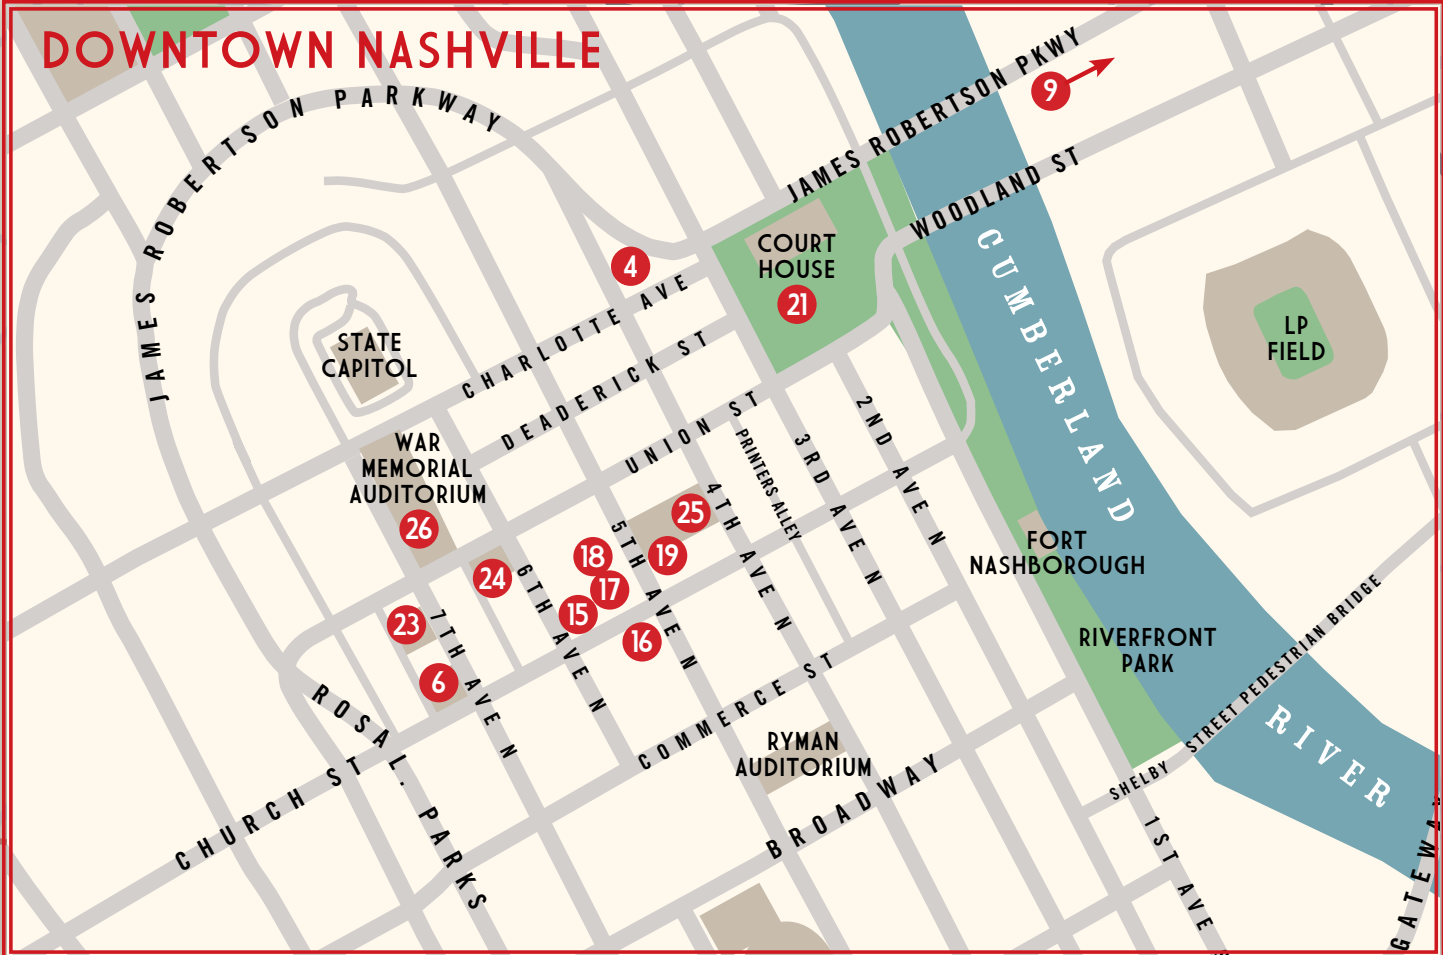 DOWNTOWN NASHVILLE
JAMES ROBERTSON PARKWAY
JAMES ROBERTSON PKWY
9
WOODLAND ST
COURT
HOUSE
21
4
CHARLOTTE AVE
DEADERICK ST
UNION ST
STATE
CAPITOL
WAR
MEMORIAL
AUDITORIUM
26
CUMBERLAND
RIVER
LP
FIELD
PRINTERS ALLEY
2ND AVE N
3RD AVE N
4TH AVE N
5TH AVE N
6TH AVE N
7TH AVE N
25
19
18
17
15
16
24
23
6
FORT
NASHBOROUGH
RIVERFRONT
PARK
SHELBY STREET PEDESTRIAN BRIDGE
ROSA L. PARKS
CHURCH ST
COMMERCE ST
RYMAN
AUDITORIUM
BROADWAY
1ST AVE